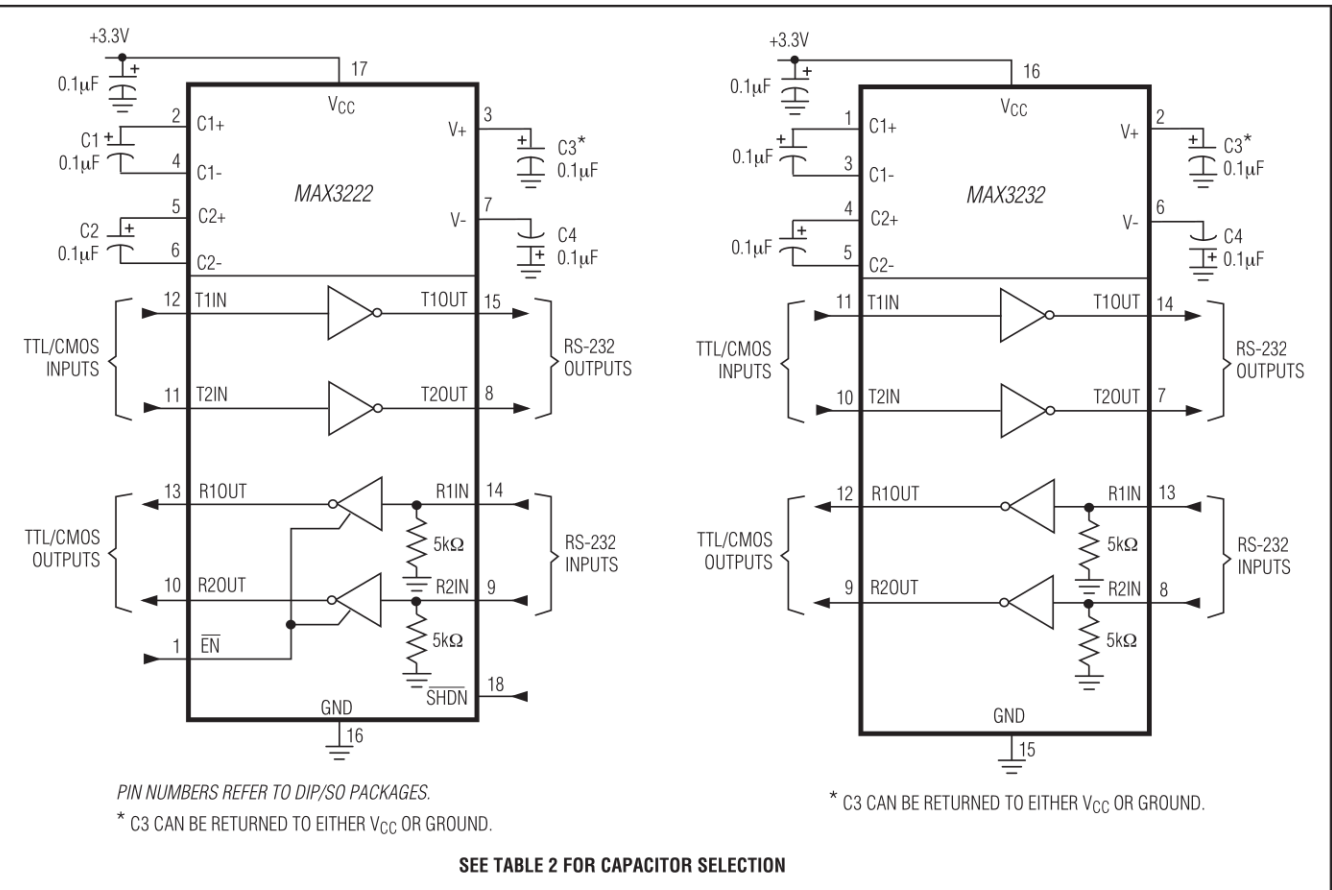 +3.3V
0.1µF
+
17
VCC
2
C1+
C1
+
0.1µF
4
C1-
3
V+
+
C3*
0.1µF
MAX3222
5
C2+
C2
+
0.1µF
6
C2-
7
V-
C4
+
0.1µF
12
T1IN
T1OUT
15
TTL/CMOS
INPUTS
RS-232
OUTPUTS
11
T2IN
T2OUT
8
13
R1OUT
R1IN
14
5kΩ
TTL/CMOS
OUTPUTS
RS-232
INPUTS
10
R2OUT
R2IN
9
5kΩ
1
E̅N̅
S̅H̅D̅N̅
18
GND
16
PIN NUMBERS REFER TO DIP/SO PACKAGES.
* C3 CAN BE RETURNED TO EITHER VCC OR GROUND.
+3.3V
0.1µF
+
16
VCC
1
C1+
+
0.1µF
3
C1-
2
V+
+
C3*
0.1µF
MAX3232
4
C2+
+
0.1µF
5
C2-
6
V-
C4
+
0.1µF
11
T1IN
T1OUT
14
TTL/CMOS
INPUTS
RS-232
OUTPUTS
10
T2IN
T2OUT
7
12
R1OUT
R1IN
13
5kΩ
TTL/CMOS
OUTPUTS
RS-232
INPUTS
9
R2OUT
R2IN
8
5kΩ
GND
15
* C3 CAN BE RETURNED TO EITHER VCC OR GROUND.
SEE TABLE 2 FOR CAPACITOR SELECTION